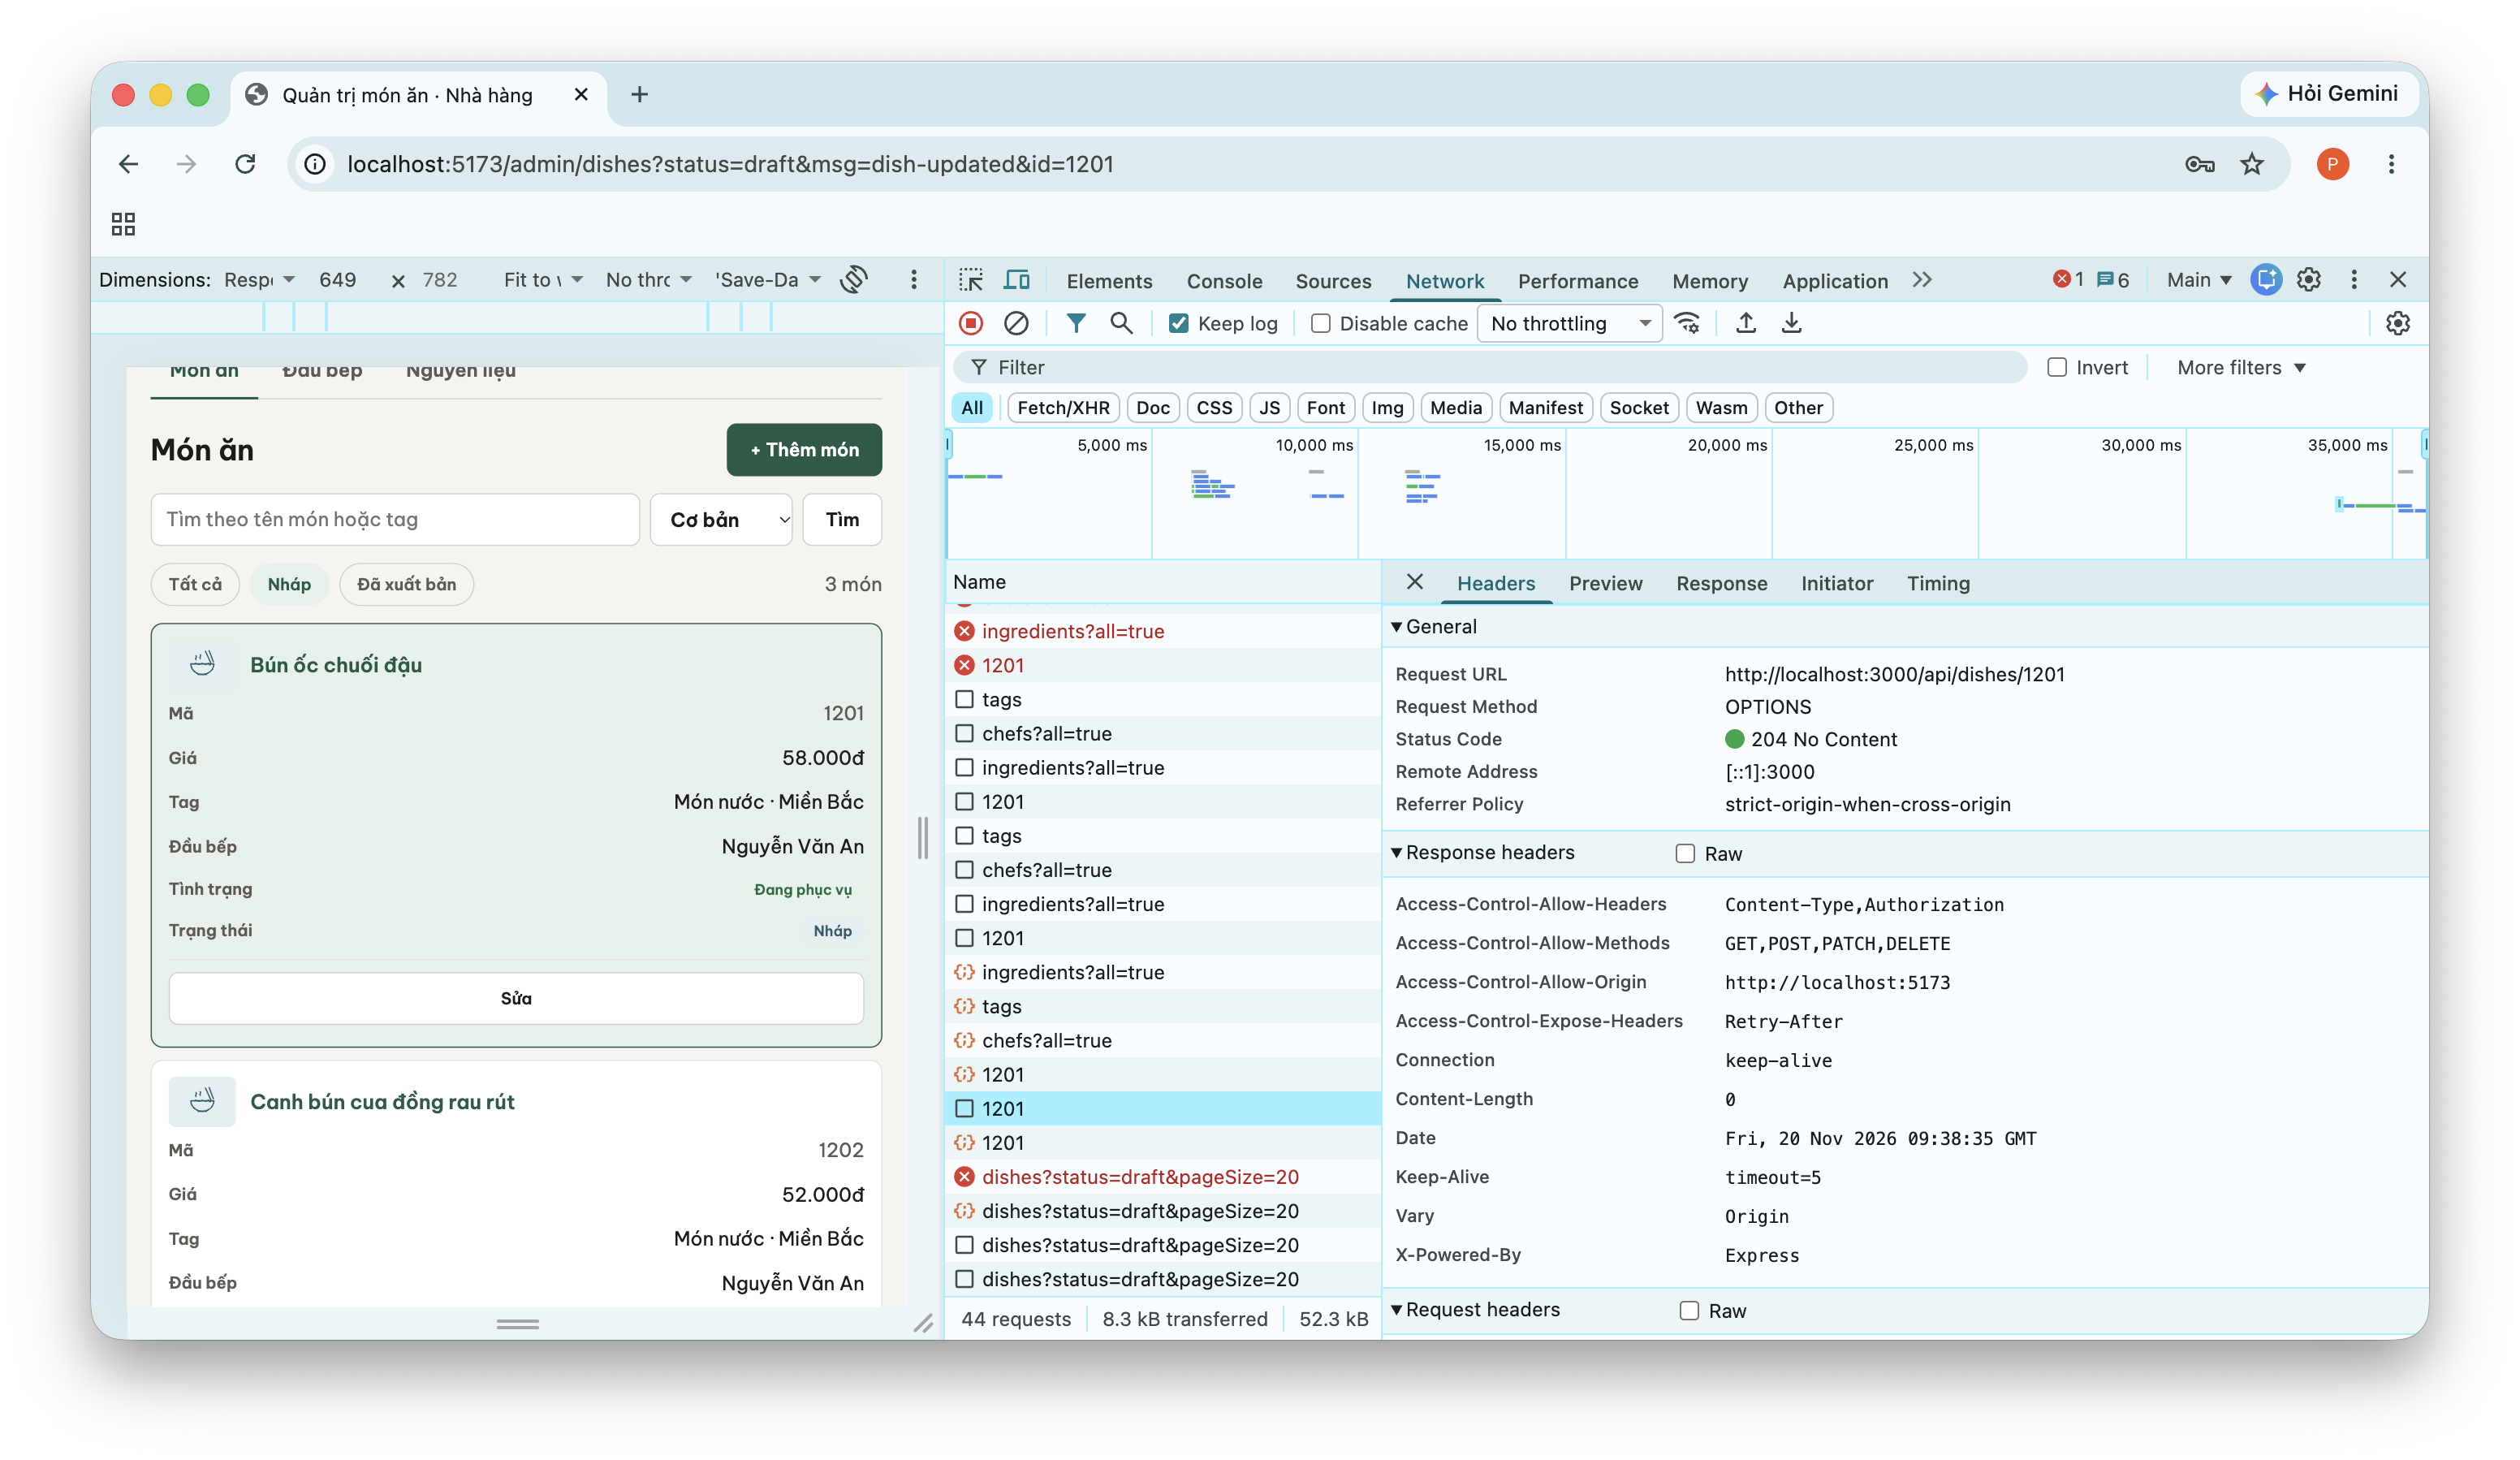 Quản trị món ăn · Nhà hàng
Hỏi Gemini
localhost:5173/admin/dishes?status=draft&msg=dish-updated&id=1201
P
Dimensions: Respo 649 782 Fit to No thro 'Save-Da
Món ăn Đầu bếp Nguyên liệu
Món ăn
+ Thêm món
Tìm theo tên món hoặc tag
Cơ bản
Tìm
Tất cả Nháp Đã xuất bản 3 món
Bún ốc chuối đậu
Mã 1201
Giá 58.000đ
Tag Món nước · Miền Bắc
Đầu bếp Nguyễn Văn An
Tình trạng Đang phục vụ
Trạng thái Nháp
Sửa
Canh bún cua đồng rau rút
Mã 1202
Giá 52.000đ
Tag Món nước · Miền Bắc
Đầu bếp Nguyễn Văn An
Elements Console Sources Network Performance Memory Application 1 6 Main
Keep log Disable cache No throttling
Filter Invert More filters
All Fetch/XHR Doc CSS JS Font Img Media Manifest Socket Wasm Other
5,000 ms 10,000 ms 15,000 ms 20,000 ms 25,000 ms 30,000 ms 35,000 ms
Name
ingredients?all=true
1201
tags
chefs?all=true
ingredients?all=true
1201
tags
chefs?all=true
ingredients?all=true
1201
ingredients?all=true
tags
chefs?all=true
1201
1201
1201
dishes?status=draft&pageSize=20
dishes?status=draft&pageSize=20
dishes?status=draft&pageSize=20
dishes?status=draft&pageSize=20
44 requests 8.3 kB transferred 52.3 kB
Headers Preview Response Initiator Timing
General
Request URL http://localhost:3000/api/dishes/1201
Request Method OPTIONS
Status Code 204 No Content
Remote Address [::1]:3000
Referrer Policy strict-origin-when-cross-origin
Response headers Raw
Access-Control-Allow-Headers Content-Type,Authorization
Access-Control-Allow-Methods GET,POST,PATCH,DELETE
Access-Control-Allow-Origin http://localhost:5173
Access-Control-Expose-Headers Retry-After
Connection keep-alive
Content-Length 0
Date Fri, 20 Nov 2026 09:38:35 GMT
Keep-Alive timeout=5
Vary Origin
X-Powered-By Express
Request headers Raw